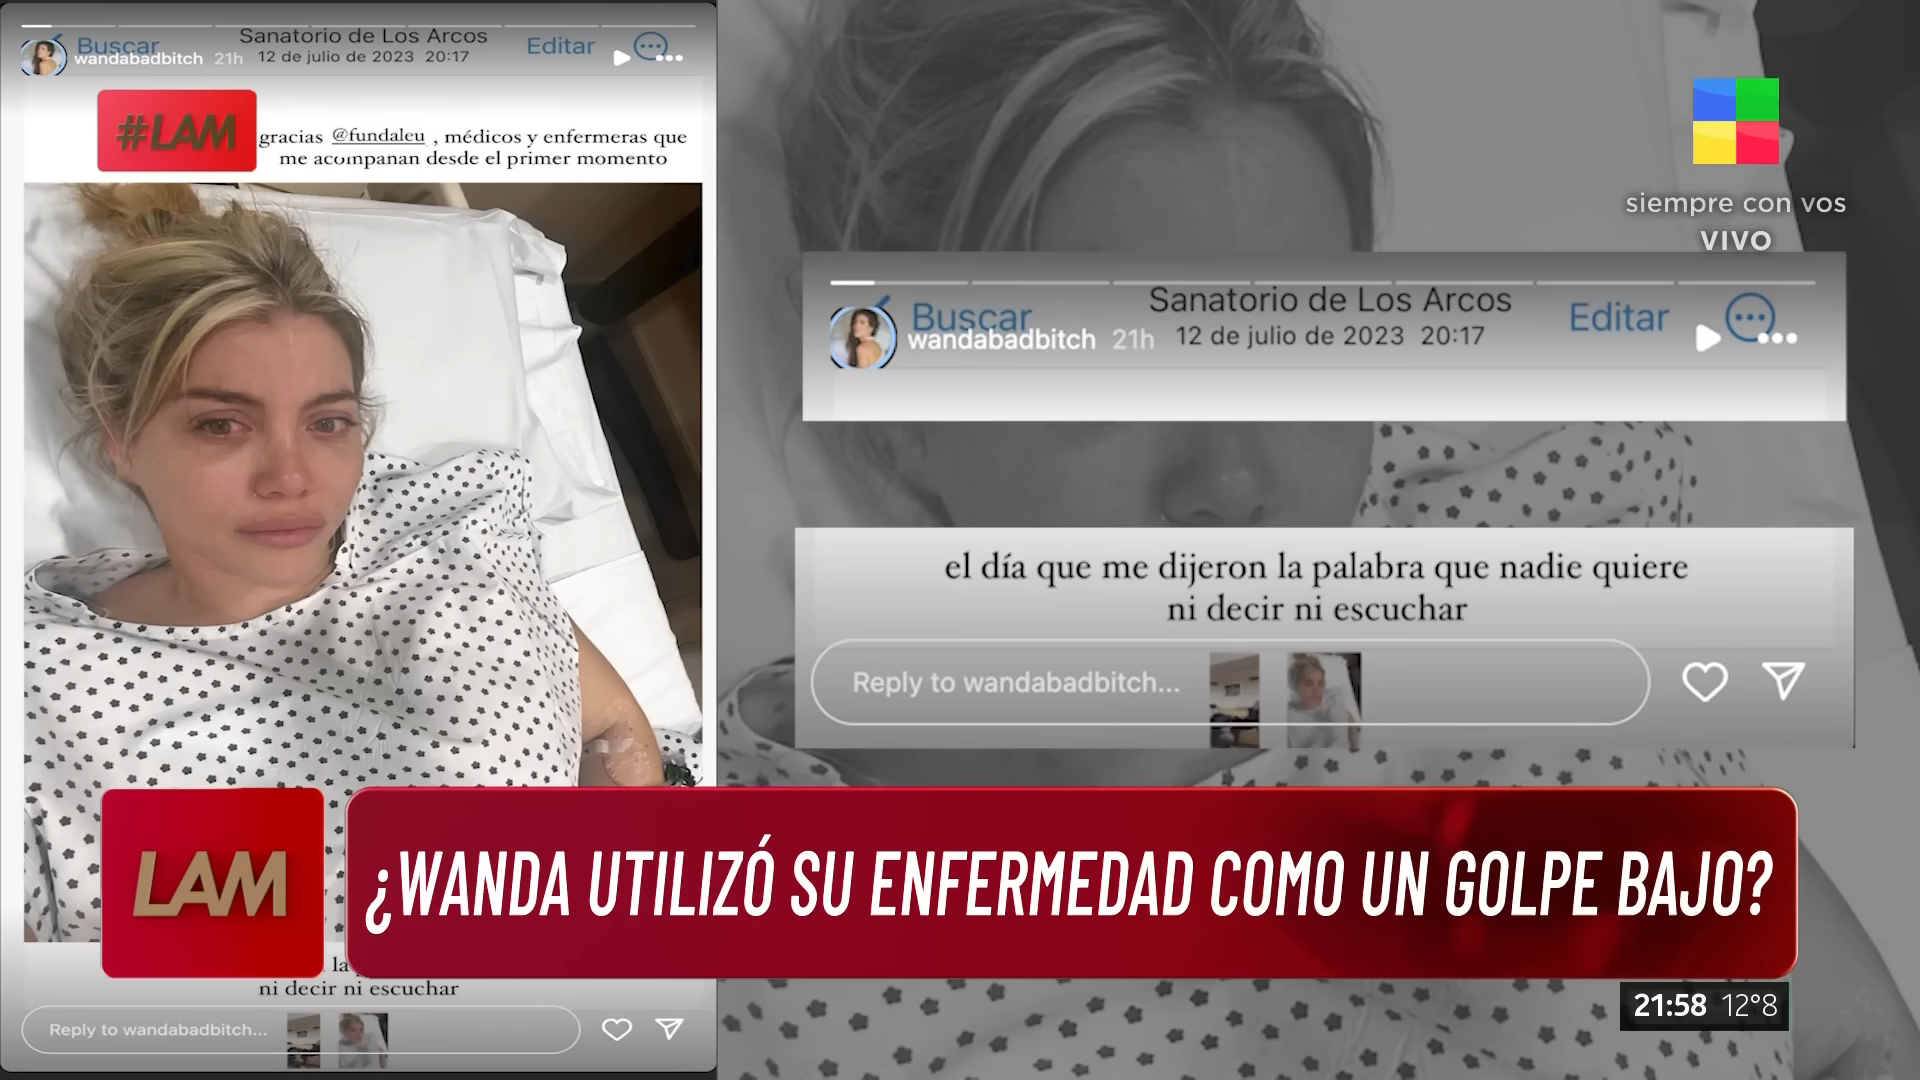 Buscar
Sanatorio de Los Arcos
Editar
wandabadbitch 21h 12 de julio de 2023 20:17
#LAM
gracias @fundaleu , médicos y enfermeras que
me acompañan desde el primer momento
la
ni decir ni escuchar
Reply to wandabadbitch...
siempre con vos
VIVO
Buscar
Sanatorio de Los Arcos
Editar
wandabadbitch 21h 12 de julio de 2023 20:17
el día que me dijeron la palabra que nadie quiere
ni decir ni escuchar
Reply to wandabadbitch...
LAM
¿WANDA UTILIZÓ SU ENFERMEDAD COMO UN GOLPE BAJO?
21:58 12°8